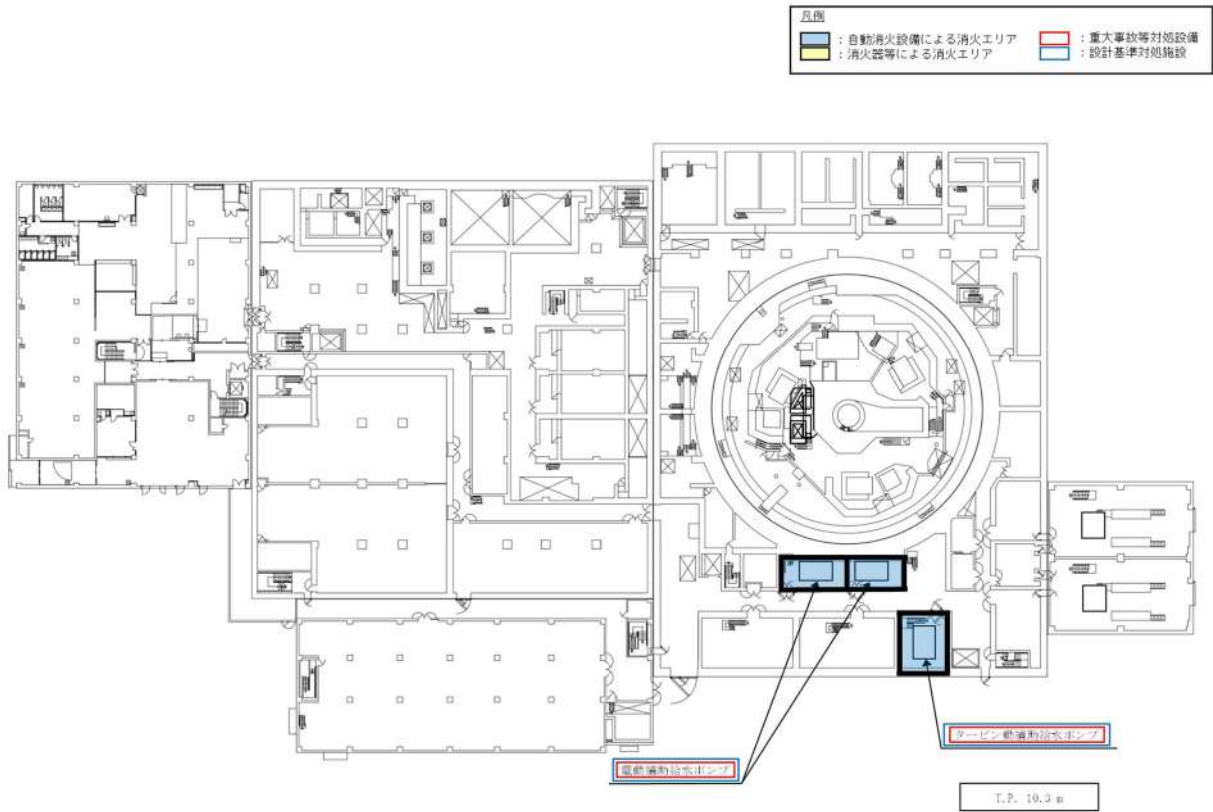 凡例
：自動消火設備による消火エリア
：重大事故等対処設備
：消火器等による消火エリア
：設計基準対処施設
タービン動補助給水ポンプ
電動補助給水ポンプ
T.P. 10.3 m